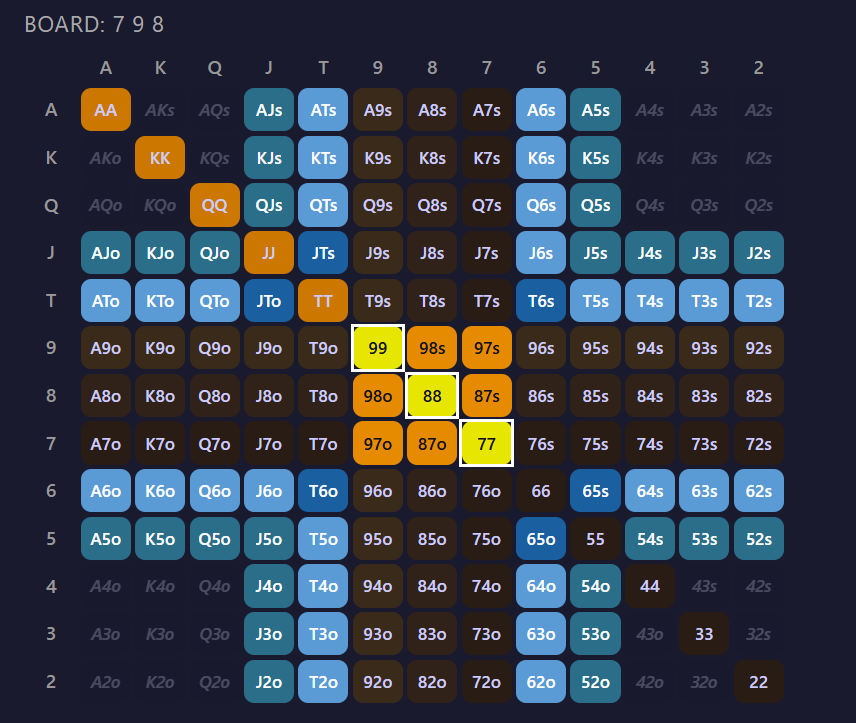 BOARD: 7 9 8
A K Q J T 9 8 7 6 5 4 3 2
A AA AKs AQs AJs ATs A9s A8s A7s A6s A5s A4s A3s A2s
K AKo KK KQs KJs KTs K9s K8s K7s K6s K5s K4s K3s K2s
Q AQo KQo QQ QJs QTs Q9s Q8s Q7s Q6s Q5s Q4s Q3s Q2s
J AJo KJo QJo JJ JTs J9s J8s J7s J6s J5s J4s J3s J2s
T ATo KTo QTo JTo TT T9s T8s T7s T6s T5s T4s T3s T2s
9 A9o K9o Q9o J9o T9o 99 98s 97s 96s 95s 94s 93s 92s
8 A8o K8o Q8o J8o T8o 98o 88 87s 86s 85s 84s 83s 82s
7 A7o K7o Q7o J7o T7o 97o 87o 77 76s 75s 74s 73s 72s
6 A6o K6o Q6o J6o T6o 96o 86o 76o 66 65s 64s 63s 62s
5 A5o K5o Q5o J5o T5o 95o 85o 75o 65o 55 54s 53s 52s
4 A4o K4o Q4o J4o T4o 94o 84o 74o 64o 54o 44 43s 42s
3 A3o K3o Q3o J3o T3o 93o 83o 73o 63o 53o 43o 33 32s
2 A2o K2o Q2o J2o T2o 92o 82o 72o 62o 52o 42o 32o 22